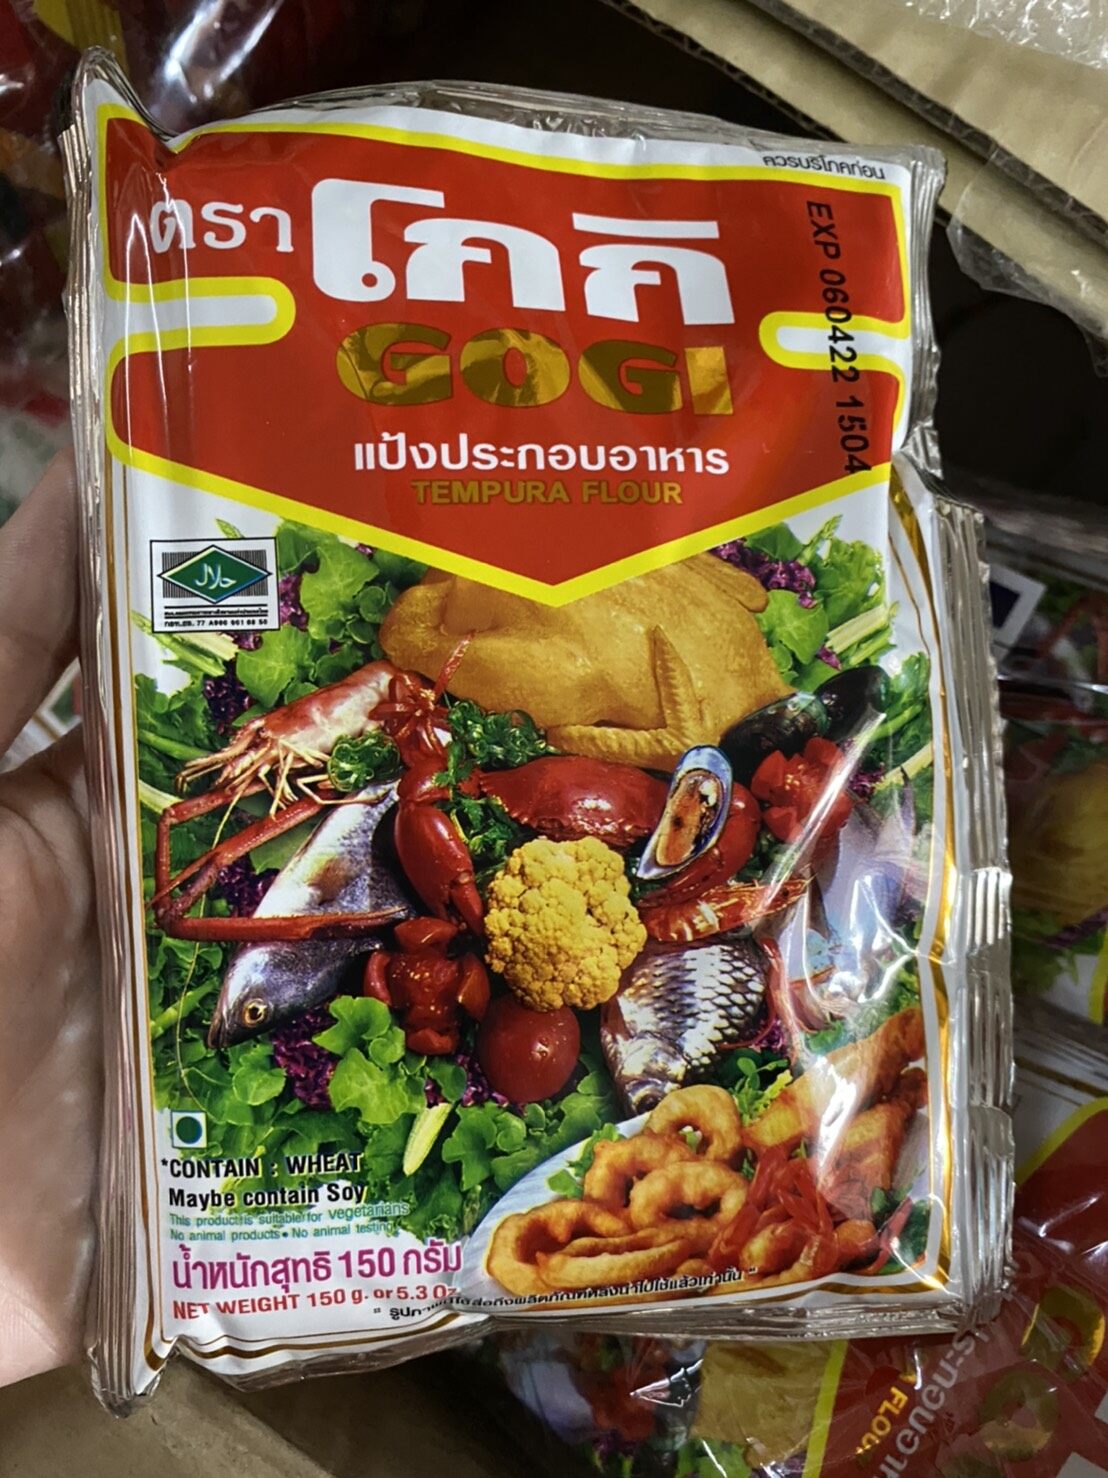 ควรบริโภคก่อน
EXP 060422 1504
ตรา โกกิ
GOGI
แป้งประกอบอาหาร
TEMPURA FLOUR
حلال
*CONTAIN : WHEAT
Maybe contain Soy
This product is suitable for vegetarians
No animal products • No animal testing
น้ำหนักสุทธิ 150 กรัม
NET WEIGHT 150 g. or 5.3 Oz.
FLOUR